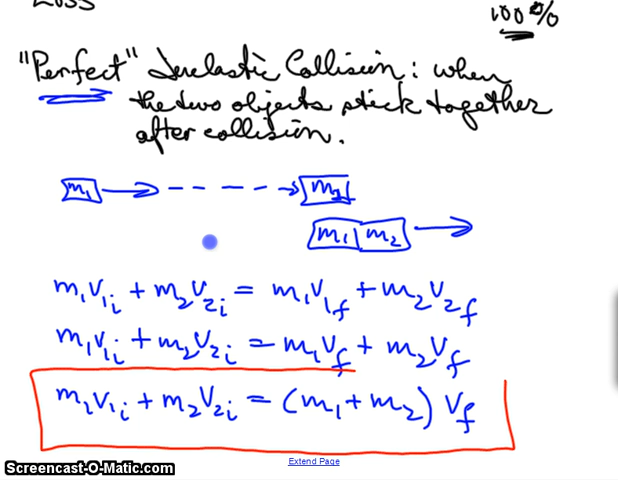 Loss
100%
"Perfect" Inelastic Collision: when
the two objects stick together
after collision.
m₁ m₂
m₁ m₂
m₁v₁ᵢ + m₂v₂ᵢ = m₁v₁f + m₂v₂f
m₁v₁ᵢ + m₂v₂ᵢ = m₁vf + m₂vf
m₁v₁ᵢ + m₂v₂ᵢ = (m₁ + m₂) vf
Extend Page
Screencast-O-Matic.com